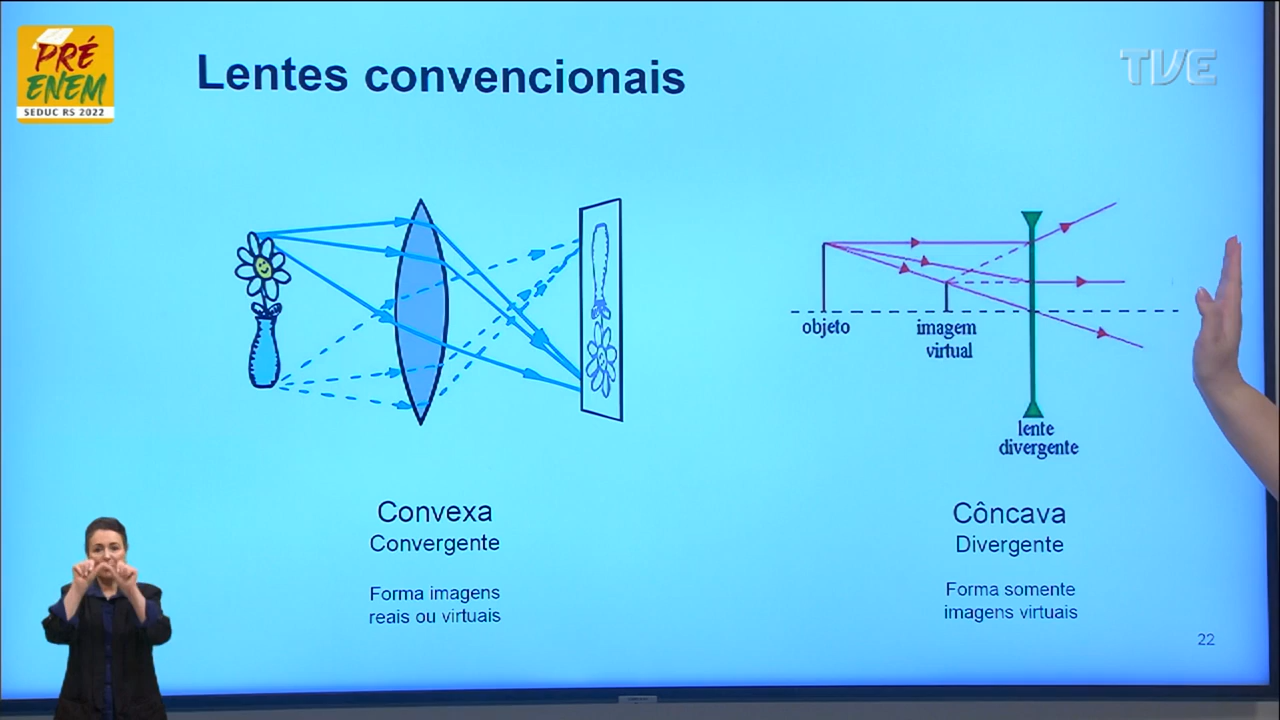 PRÉ
ENEM
SEDUC RS 2022
Lentes convencionais
TVE
objeto
imagem
virtual
lente
divergente
Convexa
Convergente
Forma imagens
reais ou virtuais
Côncava
Divergente
Forma somente
imagens virtuais
22